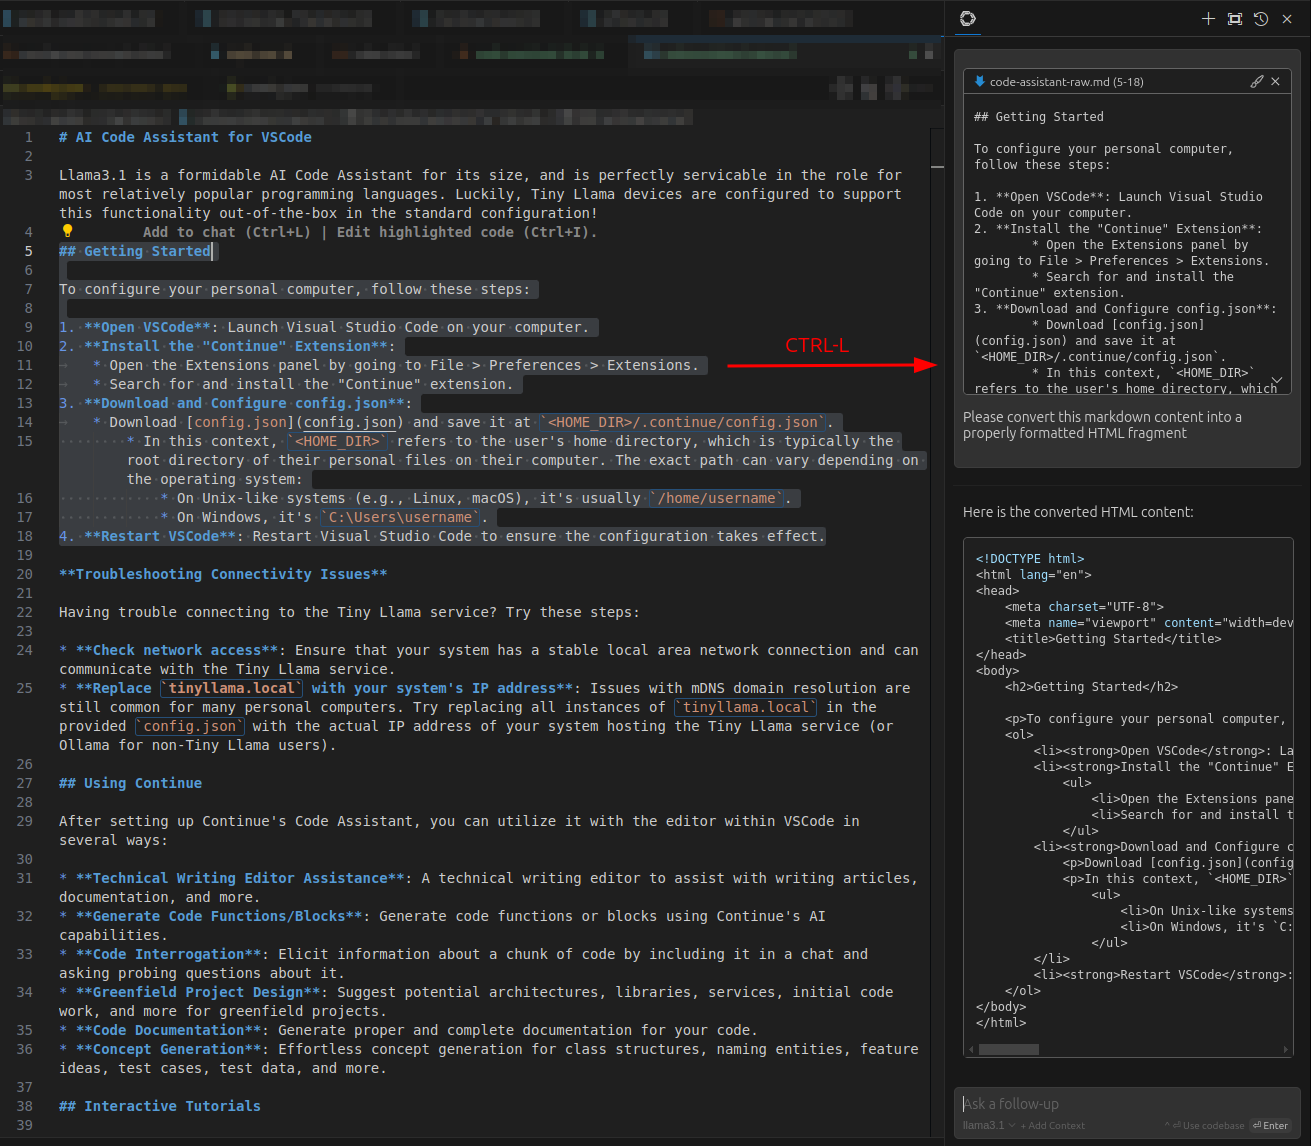 1 # AI Code Assistant for VSCode
2
3 Llama3.1 is a formidable AI Code Assistant for its size, and is perfectly servicable in the role for
most relatively popular programming languages. Luckily, Tiny Llama devices are configured to support
this functionality out-of-the-box in the standard configuration!
4 Add to chat (Ctrl+L) | Edit highlighted code (Ctrl+I).
5 ## Getting Started
6
7 To configure your personal computer, follow these steps:
8
9 1. **Open VSCode**: Launch Visual Studio Code on your computer.
10 2. **Install the "Continue" Extension**:
11 * Open the Extensions panel by going to File > Preferences > Extensions.
12 * Search for and install the "Continue" extension.
13 3. **Download and Configure config.json**:
14 * Download [config.json](config.json) and save it at `<HOME_DIR>/.continue/config.json`.
15 * In this context, `<HOME_DIR>` refers to the user's home directory, which is typically the
root directory of their personal files on their computer. The exact path can vary depending on
the operating system:
16 * On Unix-like systems (e.g., Linux, macOS), it's usually `/home/username`.
17 * On Windows, it's `C:\Users\username`.
18 4. **Restart VSCode**: Restart Visual Studio Code to ensure the configuration takes effect.
19
20 **Troubleshooting Connectivity Issues**
21
22 Having trouble connecting to the Tiny Llama service? Try these steps:
23
24 * **Check network access**: Ensure that your system has a stable local area network connection and can
communicate with the Tiny Llama service.
25 * **Replace `tinyllama.local` with your system's IP address**: Issues with mDNS domain resolution are
still common for many personal computers. Try replacing all instances of `tinyllama.local` in the
provided `config.json` with the actual IP address of your system hosting the Tiny Llama service (or
Ollama for non-Tiny Llama users).
26
27 ## Using Continue
28
29 After setting up Continue's Code Assistant, you can utilize it with the editor within VSCode in
several ways:
30
31 * **Technical Writing Editor Assistance**: A technical writing editor to assist with writing articles,
documentation, and more.
32 * **Generate Code Functions/Blocks**: Generate code functions or blocks using Continue's AI
capabilities.
33 * **Code Interrogation**: Elicit information about a chunk of code by including it in a chat and
asking probing questions about it.
34 * **Greenfield Project Design**: Suggest potential architectures, libraries, services, initial code
work, and more for greenfield projects.
35 * **Code Documentation**: Generate proper and complete documentation for your code.
36 * **Concept Generation**: Effortless concept generation for class structures, naming entities, feature
ideas, test cases, test data, and more.
37
38 ## Interactive Tutorials
39
CTRL-L
code-assistant-raw.md (5-18)
## Getting Started
To configure your personal computer,
follow these steps:
1. **Open VSCode**: Launch Visual Studio
Code on your computer.
2. **Install the "Continue" Extension**:
* Open the Extensions panel by
going to File > Preferences > Extensions.
* Search for and install the
"Continue" extension.
3. **Download and Configure config.json**:
* Download [config.json]
(config.json) and save it at
`<HOME_DIR>/.continue/config.json`.
* In this context, `<HOME_DIR>`
refers to the user's home directory, which
Please convert this markdown content into a
properly formatted HTML fragment
Here is the converted HTML content:
<!DOCTYPE html>
<html lang="en">
<head>
<meta charset="UTF-8">
<meta name="viewport" content="width=dev
<title>Getting Started</title>
</head>
<body>
<h2>Getting Started</h2>
<p>To configure your personal computer,
<ol>
<li><strong>Open VSCode</strong>: La
<li><strong>Install the "Continue" E
<ul>
<li>Open the Extensions pane
<li>Search for and install t
</ul>
<li><strong>Download and Configure c
<p>Download [config.json](config
<p>In this context, `<HOME_DIR>`
<ul>
<li>On Unix-like systems
<li>On Windows, it's `C:
</ul>
</li>
<li><strong>Restart VSCode</strong>:
</ol>
</body>
</html>
Ask a follow-up
llama3.1 + Add Context ^⏎ Use codebase ⏎ Enter